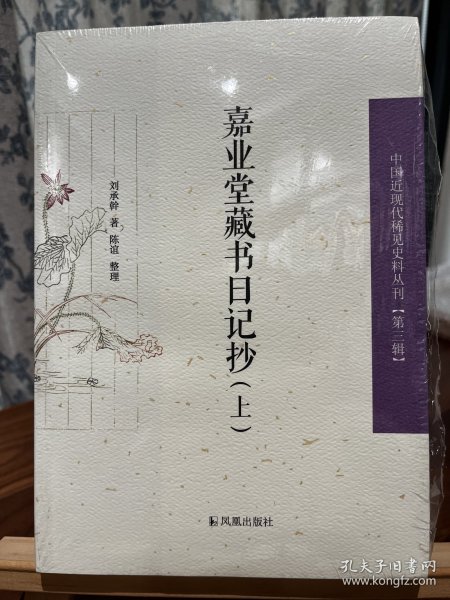 中国近现代稀见史料丛刊【第三辑】
嘉业堂藏书日记抄(上)
刘承幹 著 陈谊 整理
凤凰出版社
孔夫子旧书网
www.kongfz.com